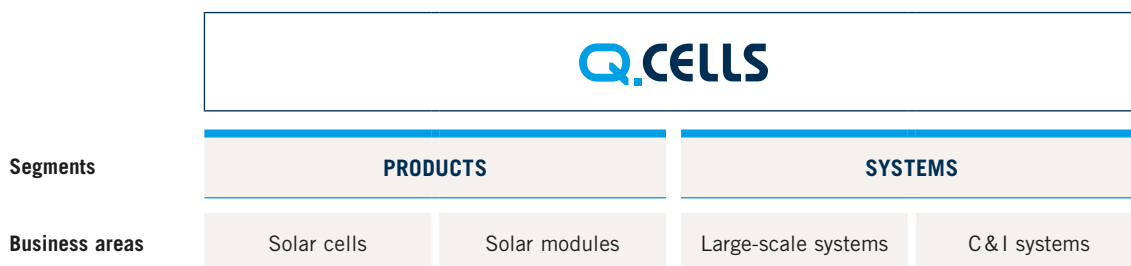 Q.CELLS
Segments PRODUCTS SYSTEMS
Business areas Solar cells Solar modules Large-scale systems C&I systems